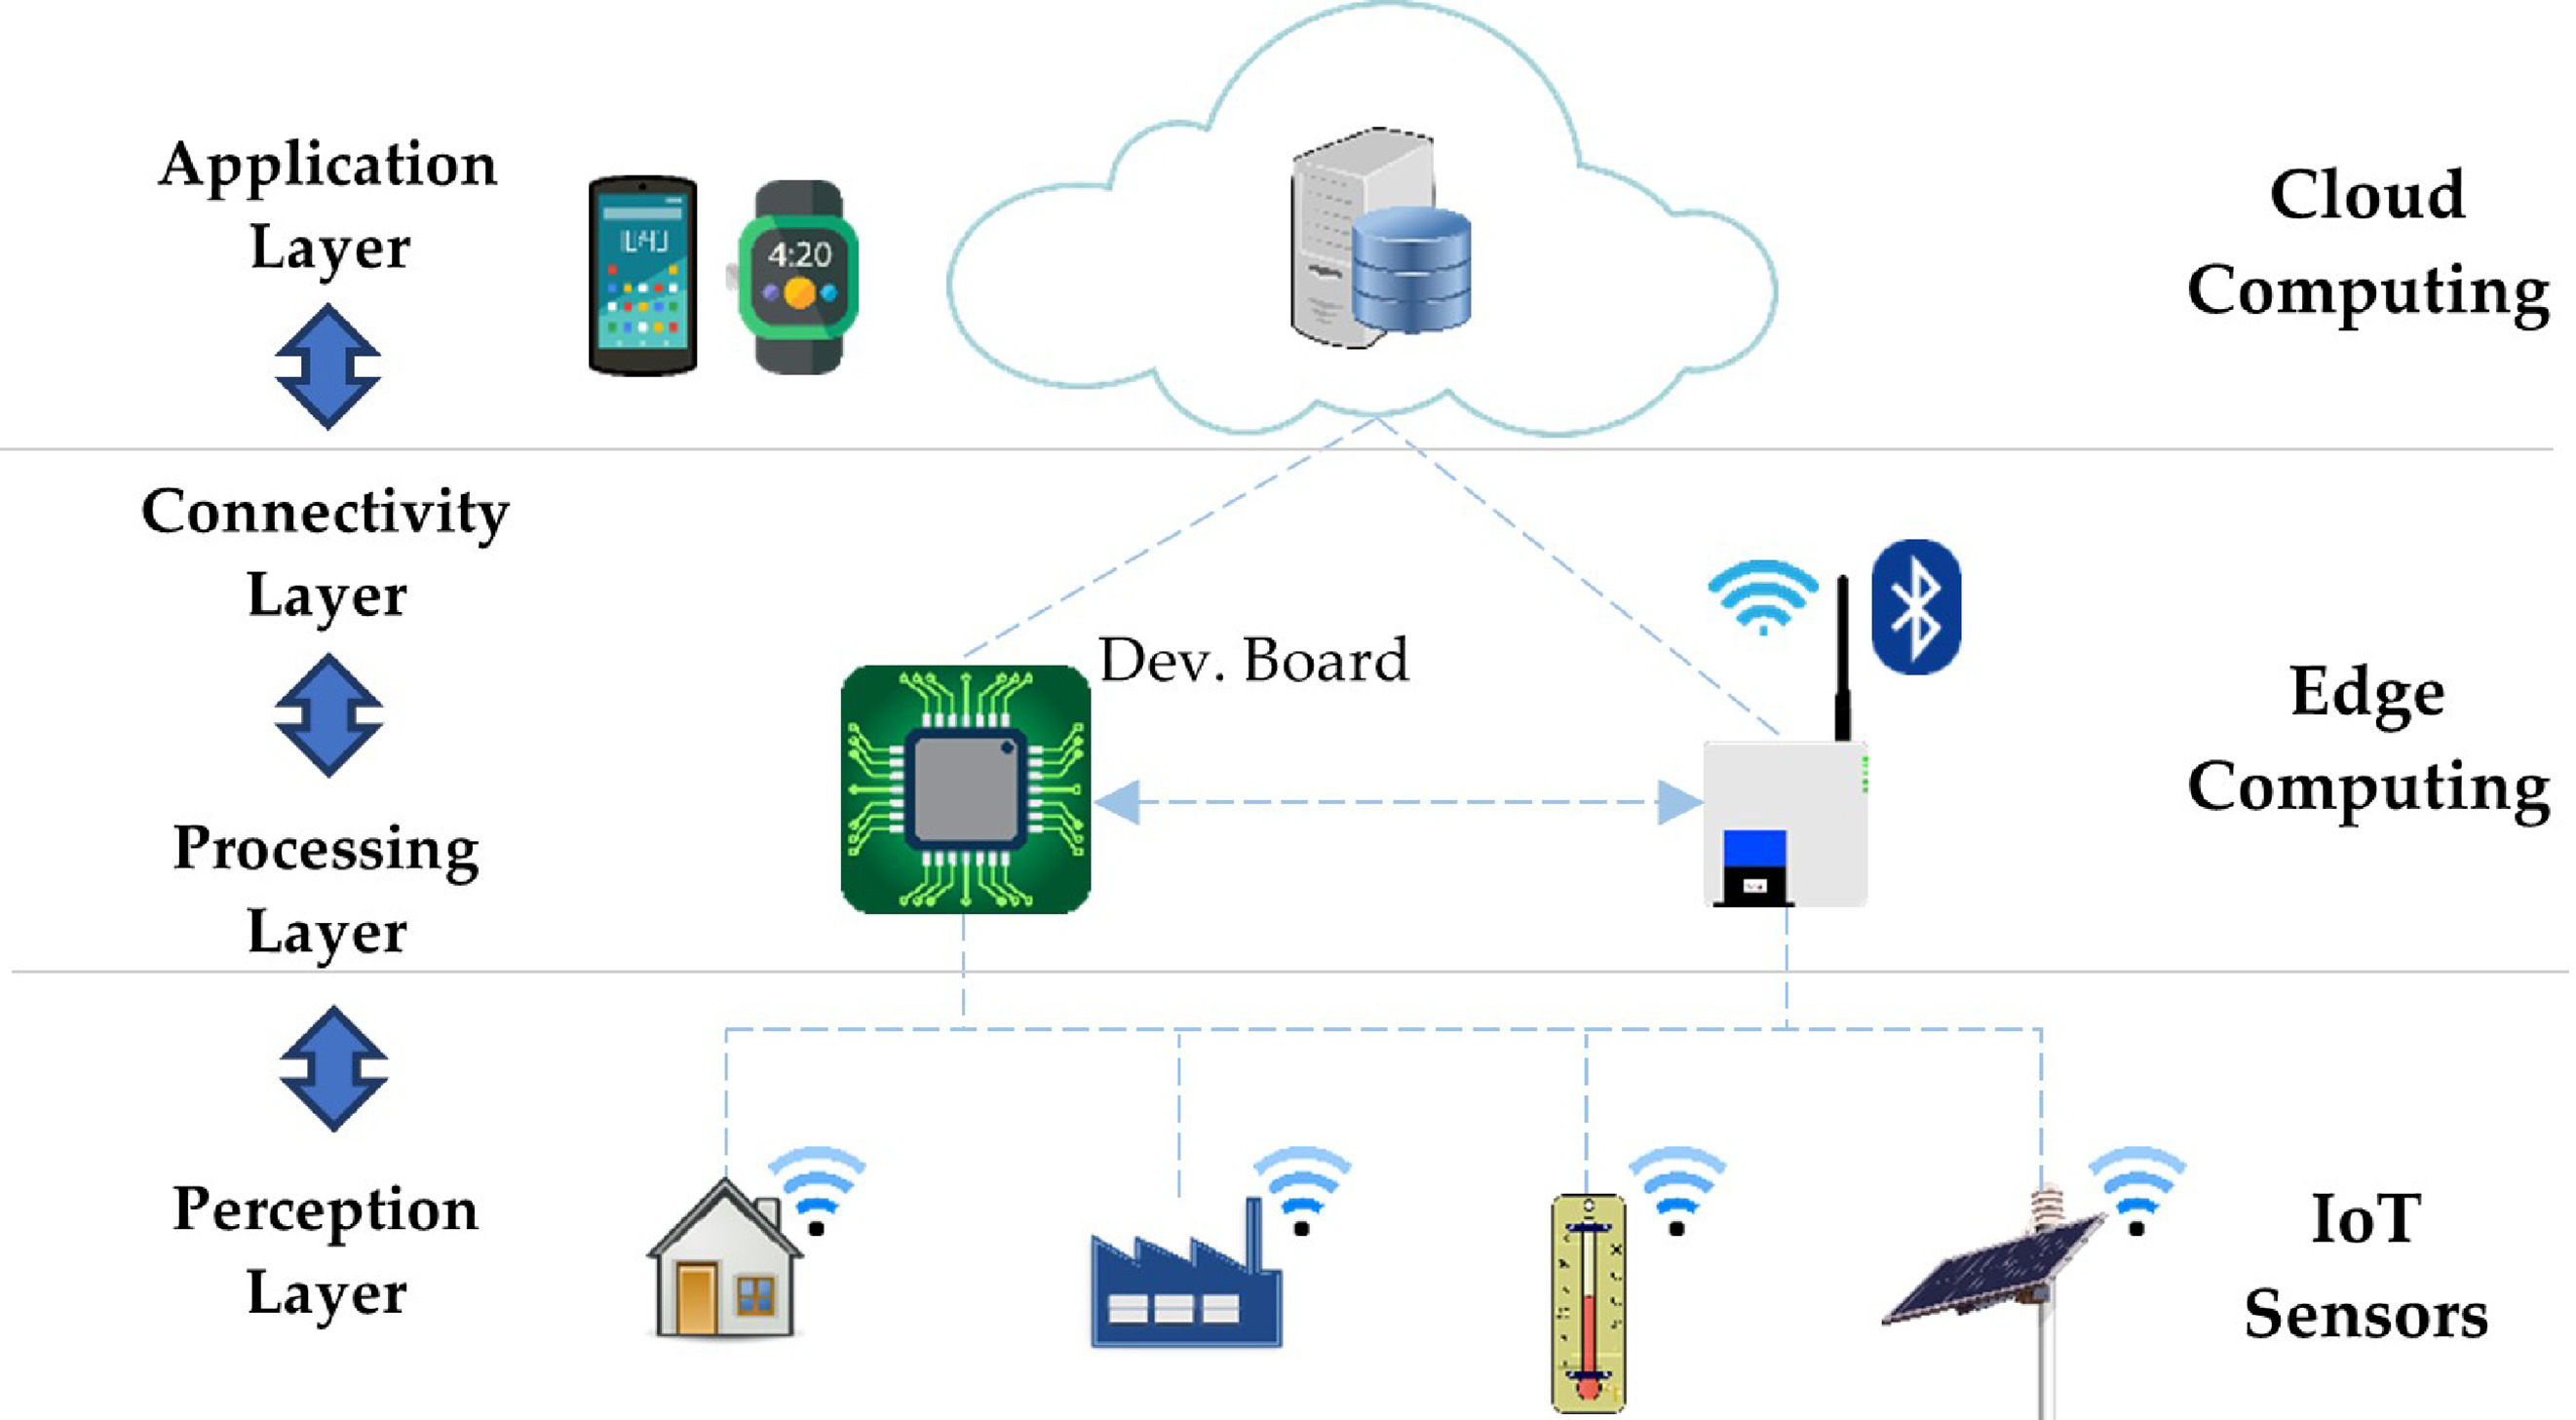 Application
Layer
4:20
Cloud
Computing
Connectivity
Layer
Dev. Board
Edge
Computing
Processing
Layer
Perception
Layer
IoT
Sensors